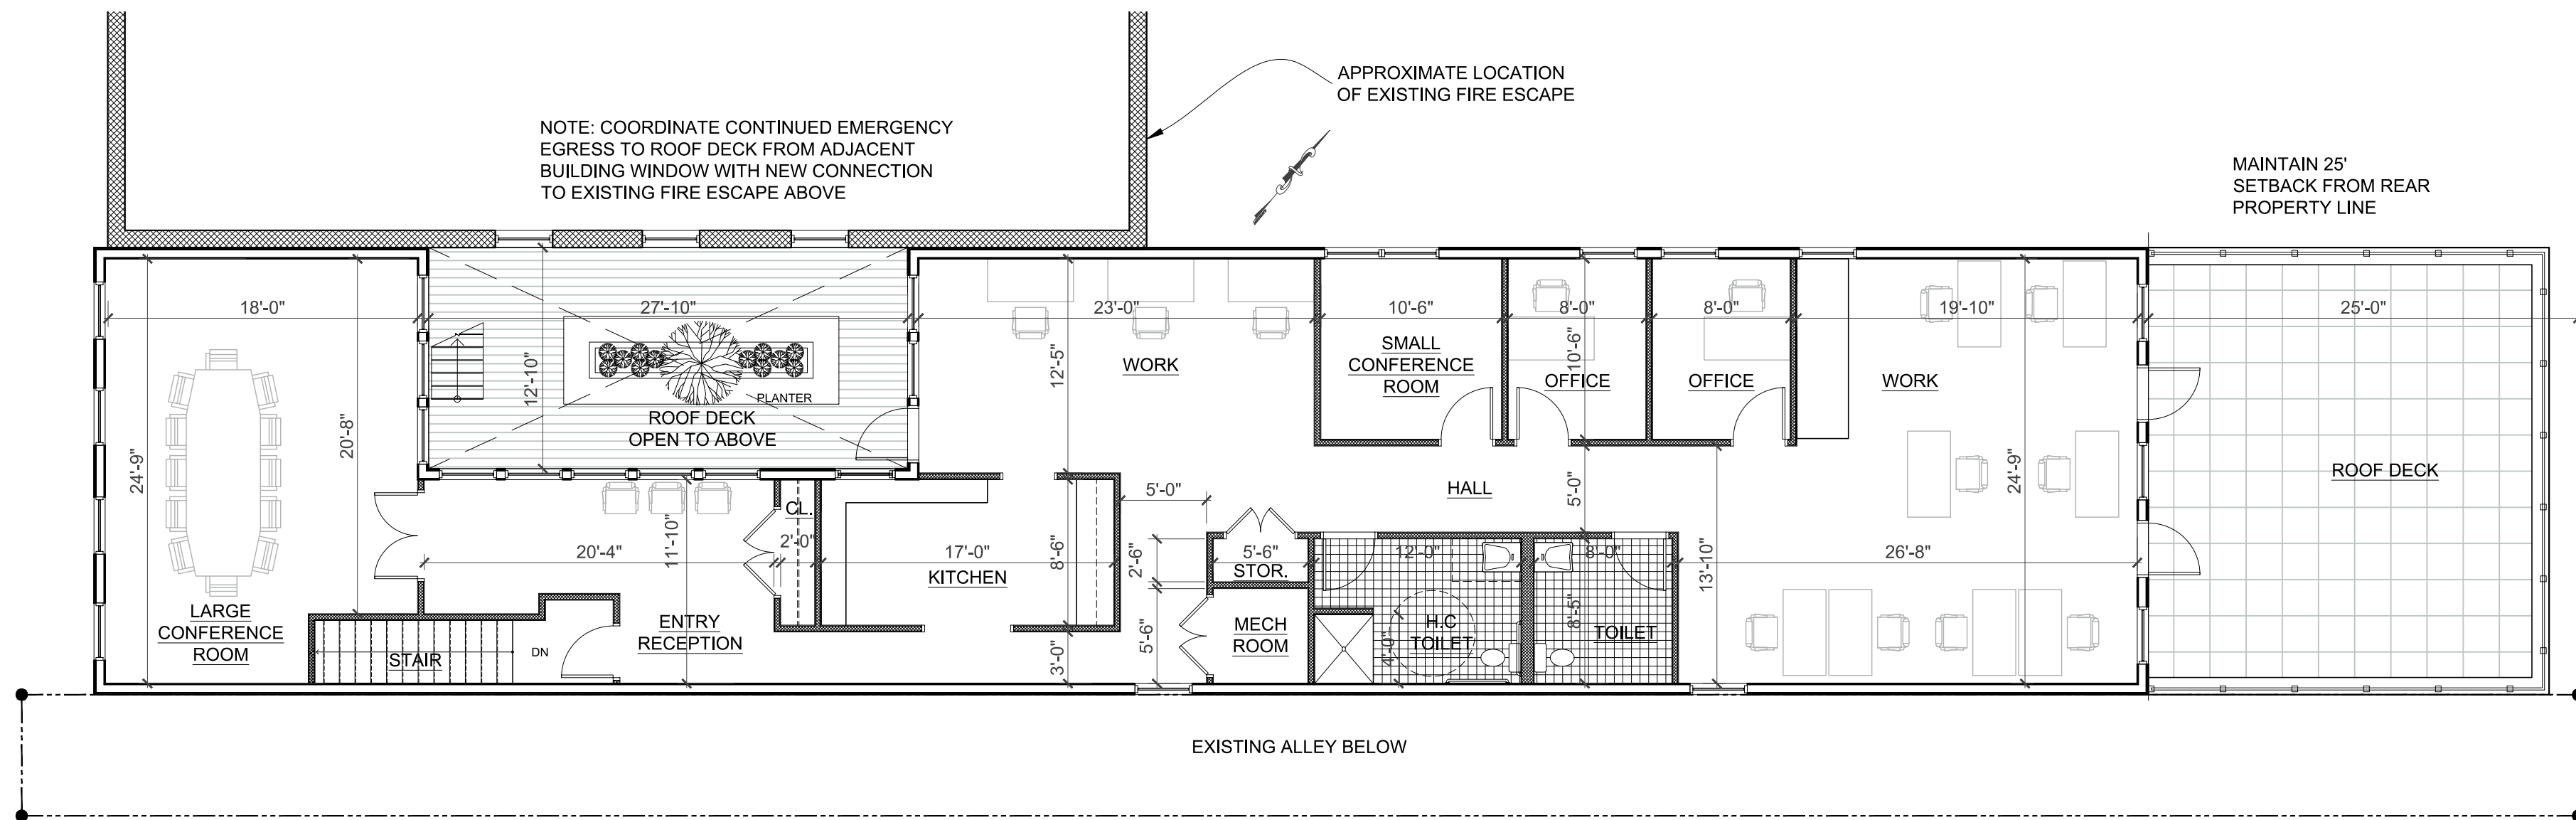 APPROXIMATE LOCATION
OF EXISTING FIRE ESCAPE
NOTE: COORDINATE CONTINUED EMERGENCY
EGRESS TO ROOF DECK FROM ADJACENT
BUILDING WINDOW WITH NEW CONNECTION
TO EXISTING FIRE ESCAPE ABOVE
MAINTAIN 25'
SETBACK FROM REAR
PROPERTY LINE
18'-0"
27'-10"
23'-0"
10'-6"
8'-0"
8'-0"
19'-10"
25'-0"
24'-9"
20'-8"
12'-10"
12'-5"
10'-6"
PLANTER
ROOF DECK
OPEN TO ABOVE
WORK
SMALL
CONFERENCE
ROOM
OFFICE
OFFICE
WORK
ROOF DECK
HALL
5'-0"
5'-0"
24'-9"
CL.
2'-0"
20'-4"
11'-10"
17'-0"
KITCHEN
8'-6"
3'-0"
2'-6"
5'-6"
5'-6"
STOR.
12'-0"
8'-0"
26'-8"
13'-10"
8'-5"
4'-0"
LARGE
CONFERENCE
ROOM
STAIR
DN
ENTRY
RECEPTION
MECH
ROOM
H.C
TOILET
TOILET
EXISTING ALLEY BELOW